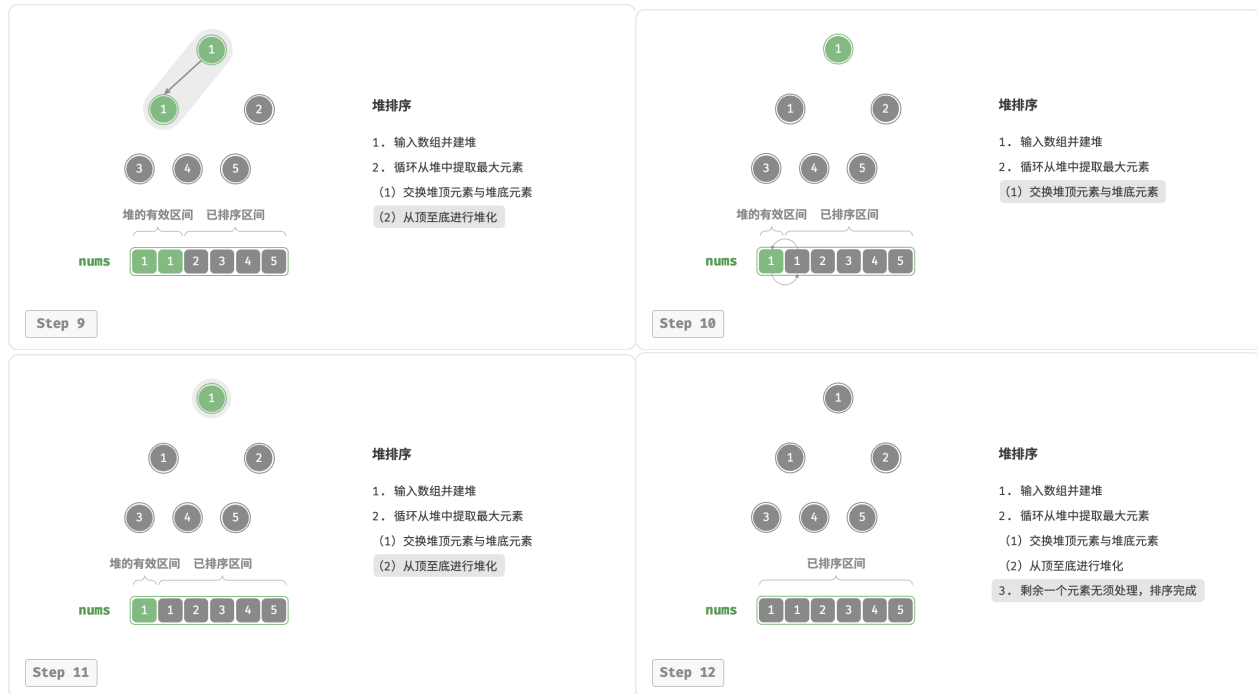 1
1
2
3 4 5
堆的有效区间 已排序区间
nums 1 1 2 3 4 5
堆排序
1. 输入数组并建堆
2. 循环从堆中提取最大元素
（1）交换堆顶元素与堆底元素
（2）从顶至底进行堆化
Step 9
1
1 2
3 4 5
堆的有效区间 已排序区间
nums 1 1 2 3 4 5
堆排序
1. 输入数组并建堆
2. 循环从堆中提取最大元素
（1）交换堆顶元素与堆底元素
Step 10
1
1 2
3 4 5
堆的有效区间 已排序区间
nums 1 1 2 3 4 5
堆排序
1. 输入数组并建堆
2. 循环从堆中提取最大元素
（1）交换堆顶元素与堆底元素
（2）从顶至底进行堆化
Step 11
1
1 2
3 4 5
已排序区间
nums 1 1 2 3 4 5
堆排序
1. 输入数组并建堆
2. 循环从堆中提取最大元素
（1）交换堆顶元素与堆底元素
（2）从顶至底进行堆化
3. 剩余一个元素无须处理，排序完成
Step 12